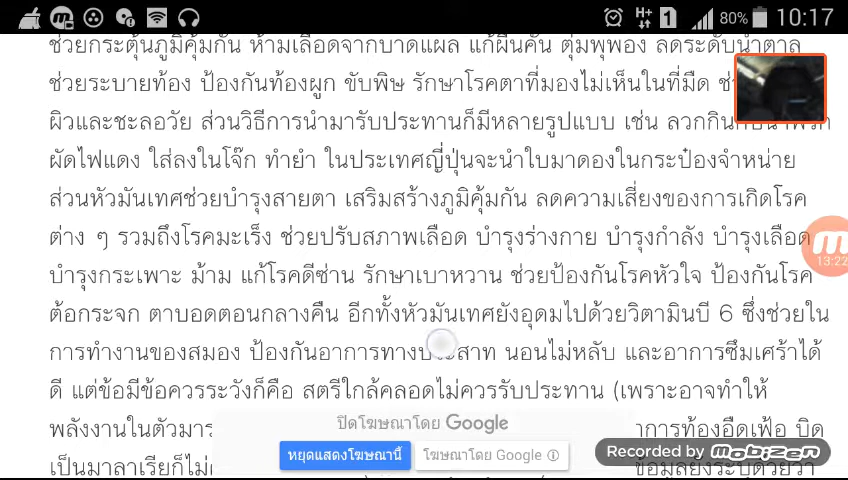 80% 10:17
ช่วยกระตุ้นภูมิคุ้มกัน ห้ามเลือดจากบาดแผล แก้ผื่นคัน ตุ่มพุพอง ลดระดับน้ำตาล
ช่วยระบายท้อง ป้องกันท้องผูก ขับพิษ รักษาโรคตาที่มองไม่เห็นในที่มืด
ผิวและชะลอวัย ส่วนวิธีการนำมารับประทานก็มีหลายรูปแบบ เช่น ลวกกินกับน้ำพริก
ผัดไฟแดง ใส่ลงในโจ๊ก ทำยำ ในประเทศญี่ปุ่นจะนำใบมาดองในกระป๋องจำหน่าย
ส่วนหัวมันเทศช่วยบำรุงสายตา เสริมสร้างภูมิคุ้มกัน ลดความเสี่ยงของการเกิดโรค
ต่าง ๆ รวมถึงโรคมะเร็ง ช่วยปรับสภาพเลือด บำรุงร่างกาย บำรุงกำลัง บำรุงเลือด
13:22
บำรุงกระเพาะ ม้าม แก้โรคดีซ่าน รักษาเบาหวาน ช่วยป้องกันโรคหัวใจ ป้องกันโรค
ต้อกระจก ตาบอดตอนกลางคืน อีกทั้งหัวมันเทศยังอุดมไปด้วยวิตามินบี 6 ซึ่งช่วยใน
การทำงานของสมอง ป้องกันอาการทางประสาท นอนไม่หลับ และอาการซึมเศร้าได้
ดี แต่ข้อมีข้อควรระวังก็คือ สตรีใกล้คลอดไม่ควรรับประทาน (เพราะอาจทำให้
พลังงานในตัวมาร การท้องอืดเฟ้อ บิด
ปิดโฆษณาโดย Google
หยุดแสดงโฆษณานี้ โฆษณาโดย Google
Recorded by mobizen
เป็นมาลาเรียก็ไม่ ข้อมูลยังระบุด้วยว่า